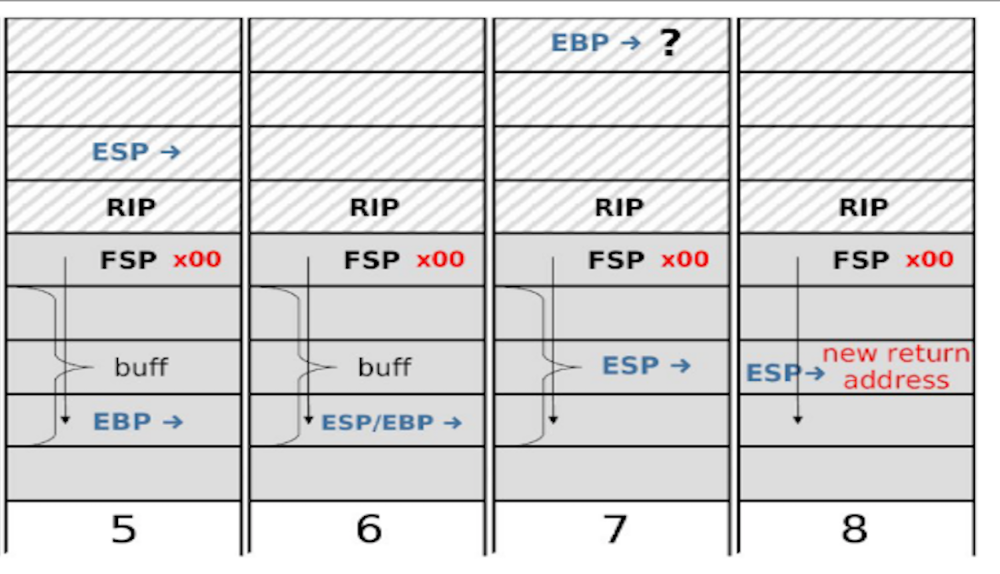 ESP →
RIP
FSP x00
buff
EBP →
5
RIP
FSP x00
buff
ESP/EBP →
6
EBP → ?
RIP
FSP x00
ESP →
7
RIP
FSP x00
ESP→ new return
address
8